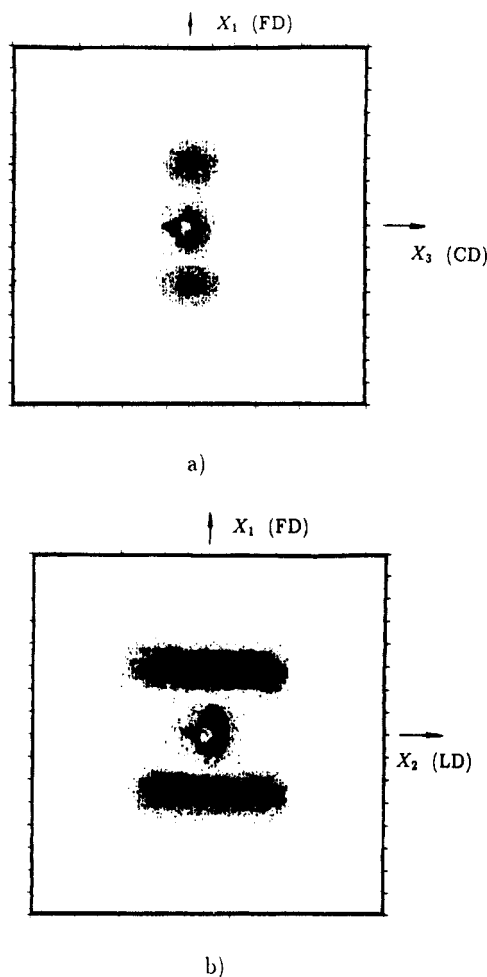 X₁ (FD)
X₃ (CD)
a)
X₁ (FD)
X₂ (LD)
b)